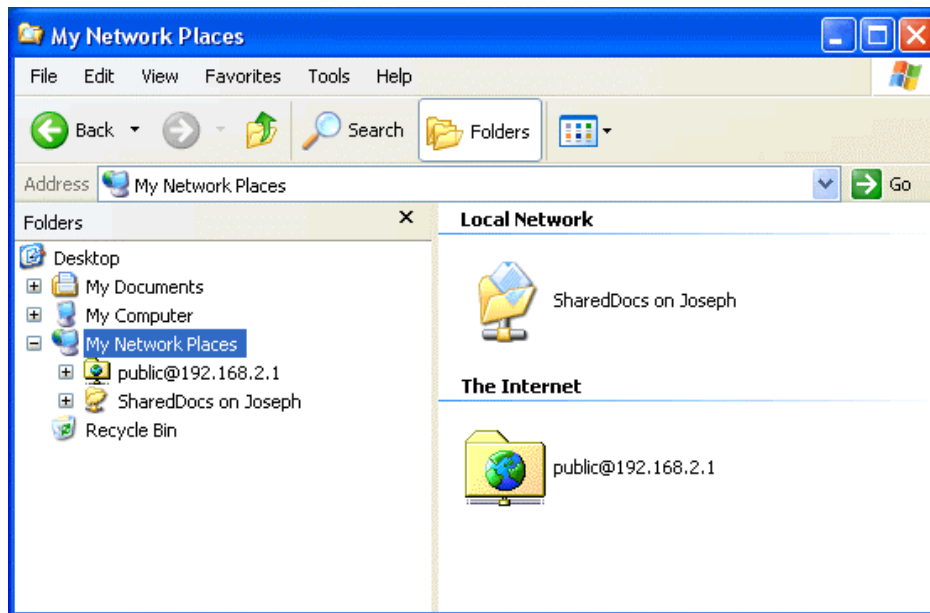 My Network Places
File Edit View Favorites Tools Help
Back Search Folders
Address My Network Places Go
Folders
Desktop
My Documents
My Computer
My Network Places
public@192.168.2.1
SharedDocs on Joseph
Recycle Bin
Local Network
SharedDocs on Joseph
The Internet
public@192.168.2.1